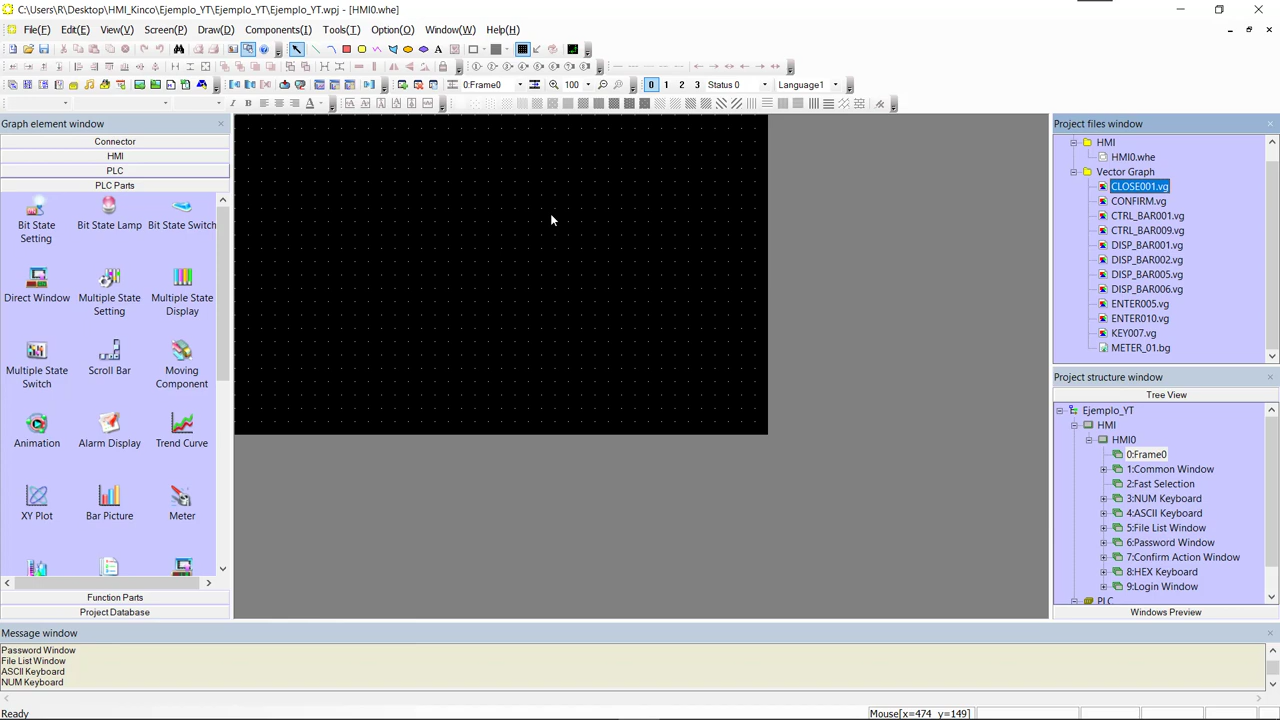 C:\Users\R\Desktop\HMI_Kinco\Ejemplo_YT\Ejemplo_YT\Ejemplo_YT.wpj - [HMI0.whe]
File(F) Edit(E) View(V) Screen(P) Draw(D) Components(I) Tools(T) Option(O) Window(W) Help(H)
0:Frame0 100 0 1 2 3 Status 0 Language1
Graph element window
Connector
HMI
PLC
PLC Parts
Bit State Setting
Bit State Lamp
Bit State Switch
Direct Window
Multiple State Setting
Multiple State Display
Multiple State Switch
Scroll Bar
Moving Component
Animation
Alarm Display
Trend Curve
XY Plot
Bar Picture
Meter
Function Parts
Project Database
Project files window
HMI
HMI0.whe
Vector Graph
CLOSE001.vg
CONFIRM.vg
CTRL_BAR001.vg
CTRL_BAR009.vg
DISP_BAR001.vg
DISP_BAR002.vg
DISP_BAR005.vg
DISP_BAR006.vg
ENTER005.vg
ENTER010.vg
KEY007.vg
METER_01.bg
Project structure window
Tree View
Ejemplo_YT
HMI
HMI0
0:Frame0
1:Common Window
2:Fast Selection
3:NUM Keyboard
4:ASCII Keyboard
5:File List Window
6:Password Window
7:Confirm Action Window
8:HEX Keyboard
9:Login Window
PLC
Windows Preview
Message window
Password Window
File List Window
ASCII Keyboard
NUM Keyboard
Ready
Mouse[x=474 y=149]